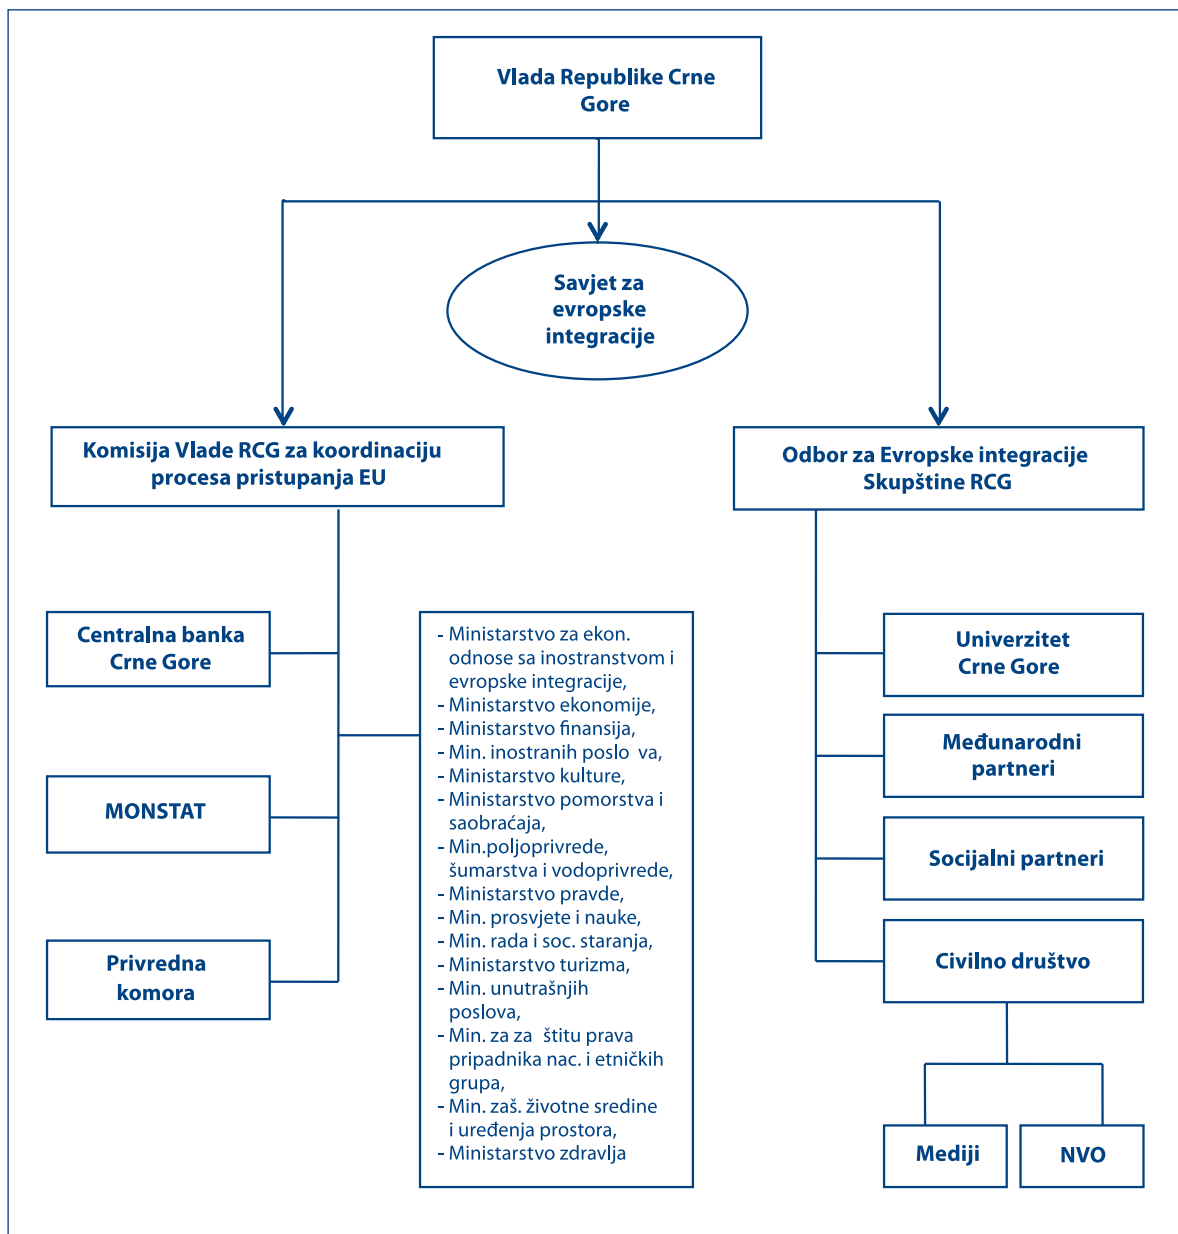 Vlada Republike Crne
Gore
Savjet za
evropske
integracije
Komisija Vlade RCG za koordinaciju
procesa pristupanja EU
Odbor za Evropske integracije
Skupštine RCG
Centralna banka
Crne Gore
MONSTAT
Privredna
komora
- Ministarstvo za ekon.
odnose sa inostranstvom i
evropske integracije,
- Ministarstvo ekonomije,
- Ministarstvo finansija,
- Min. inostranih poslo va,
- Ministarstvo kulture,
- Ministarstvo pomorstva i
saobraćaja,
- Min.poljoprivrede,
šumarstva i vodoprivrede,
- Ministarstvo pravde,
- Min. prosvjete i nauke,
- Min. rada i soc. staranja,
- Ministarstvo turizma,
- Min. unutrašnjih
poslova,
- Min. za za štitu prava
pripadnika nac. i etničkih
grupa,
- Min. zaš. životne sredine
i uređenja prostora,
- Ministarstvo zdravlja
Univerzitet
Crne Gore
Međunarodni
partneri
Socijalni partneri
Civilno društvo
Mediji
NVO